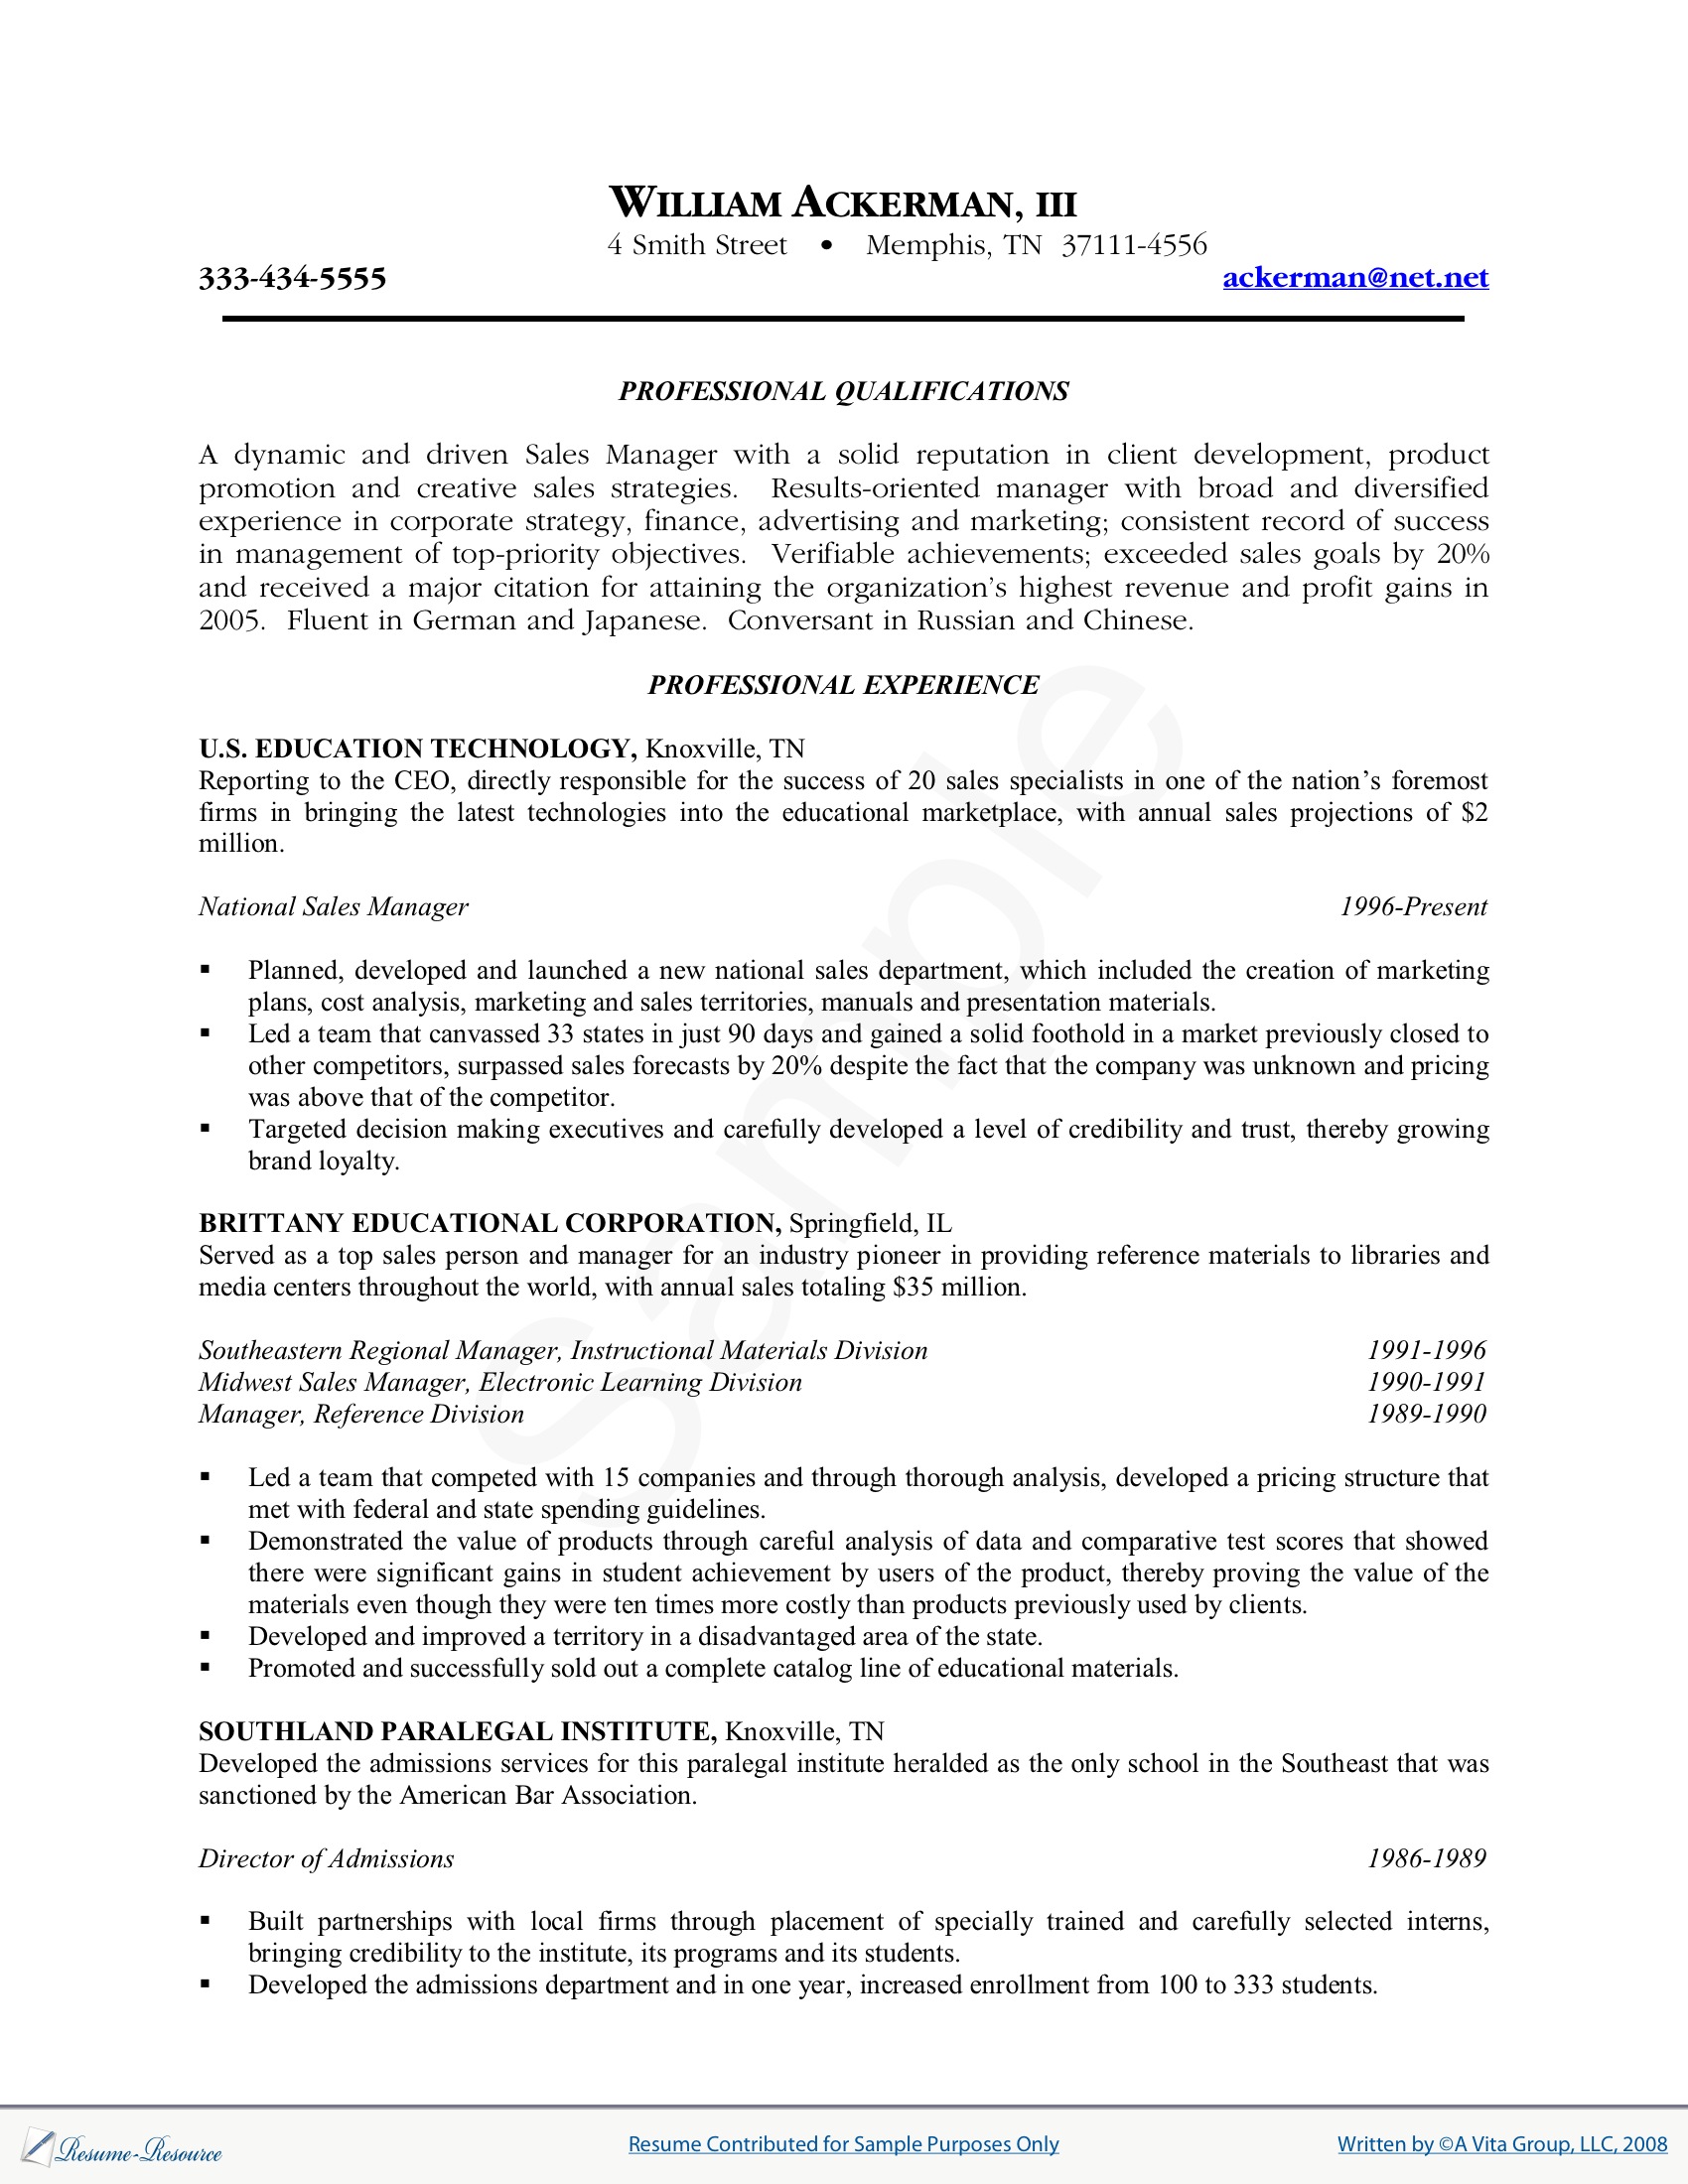 WILLIAM ACKERMAN, III
4 Smith Street • Memphis, TN 37111-4556
333-434-5555 ackerman@net.net
PROFESSIONAL QUALIFICATIONS
A dynamic and driven Sales Manager with a solid reputation in client development, product
promotion and creative sales strategies. Results-oriented manager with broad and diversified
experience in corporate strategy, finance, advertising and marketing; consistent record of success
in management of top-priority objectives. Verifiable achievements; exceeded sales goals by 20%
and received a major citation for attaining the organization's highest revenue and profit gains in
2005. Fluent in German and Japanese. Conversant in Russian and Chinese.
PROFESSIONAL EXPERIENCE
U.S. EDUCATION TECHNOLOGY, Knoxville, TN
Reporting to the CEO, directly responsible for the success of 20 sales specialists in one of the nation's foremost
firms in bringing the latest technologies into the educational marketplace, with annual sales projections of $2
million.
National Sales Manager 1996-Present
▪ Planned, developed and launched a new national sales department, which included the creation of marketing
plans, cost analysis, marketing and sales territories, manuals and presentation materials.
▪ Led a team that canvassed 33 states in just 90 days and gained a solid foothold in a market previously closed to
other competitors, surpassed sales forecasts by 20% despite the fact that the company was unknown and pricing
was above that of the competitor.
▪ Targeted decision making executives and carefully developed a level of credibility and trust, thereby growing
brand loyalty.
BRITTANY EDUCATIONAL CORPORATION, Springfield, IL
Served as a top sales person and manager for an industry pioneer in providing reference materials to libraries and
media centers throughout the world, with annual sales totaling $35 million.
Southeastern Regional Manager, Instructional Materials Division 1991-1996
Midwest Sales Manager, Electronic Learning Division 1990-1991
Manager, Reference Division 1989-1990
▪ Led a team that competed with 15 companies and through thorough analysis, developed a pricing structure that
met with federal and state spending guidelines.
▪ Demonstrated the value of products through careful analysis of data and comparative test scores that showed
there were significant gains in student achievement by users of the product, thereby proving the value of the
materials even though they were ten times more costly than products previously used by clients.
▪ Developed and improved a territory in a disadvantaged area of the state.
▪ Promoted and successfully sold out a complete catalog line of educational materials.
SOUTHLAND PARALEGAL INSTITUTE, Knoxville, TN
Developed the admissions services for this paralegal institute heralded as the only school in the Southeast that was
sanctioned by the American Bar Association.
Director of Admissions 1986-1989
▪ Built partnerships with local firms through placement of specially trained and carefully selected interns,
bringing credibility to the institute, its programs and its students.
▪ Developed the admissions department and in one year, increased enrollment from 100 to 333 students.
Sample
Resume-Resource Resume Contributed for Sample Purposes Only Written by ©A Vita Group, LLC, 2008